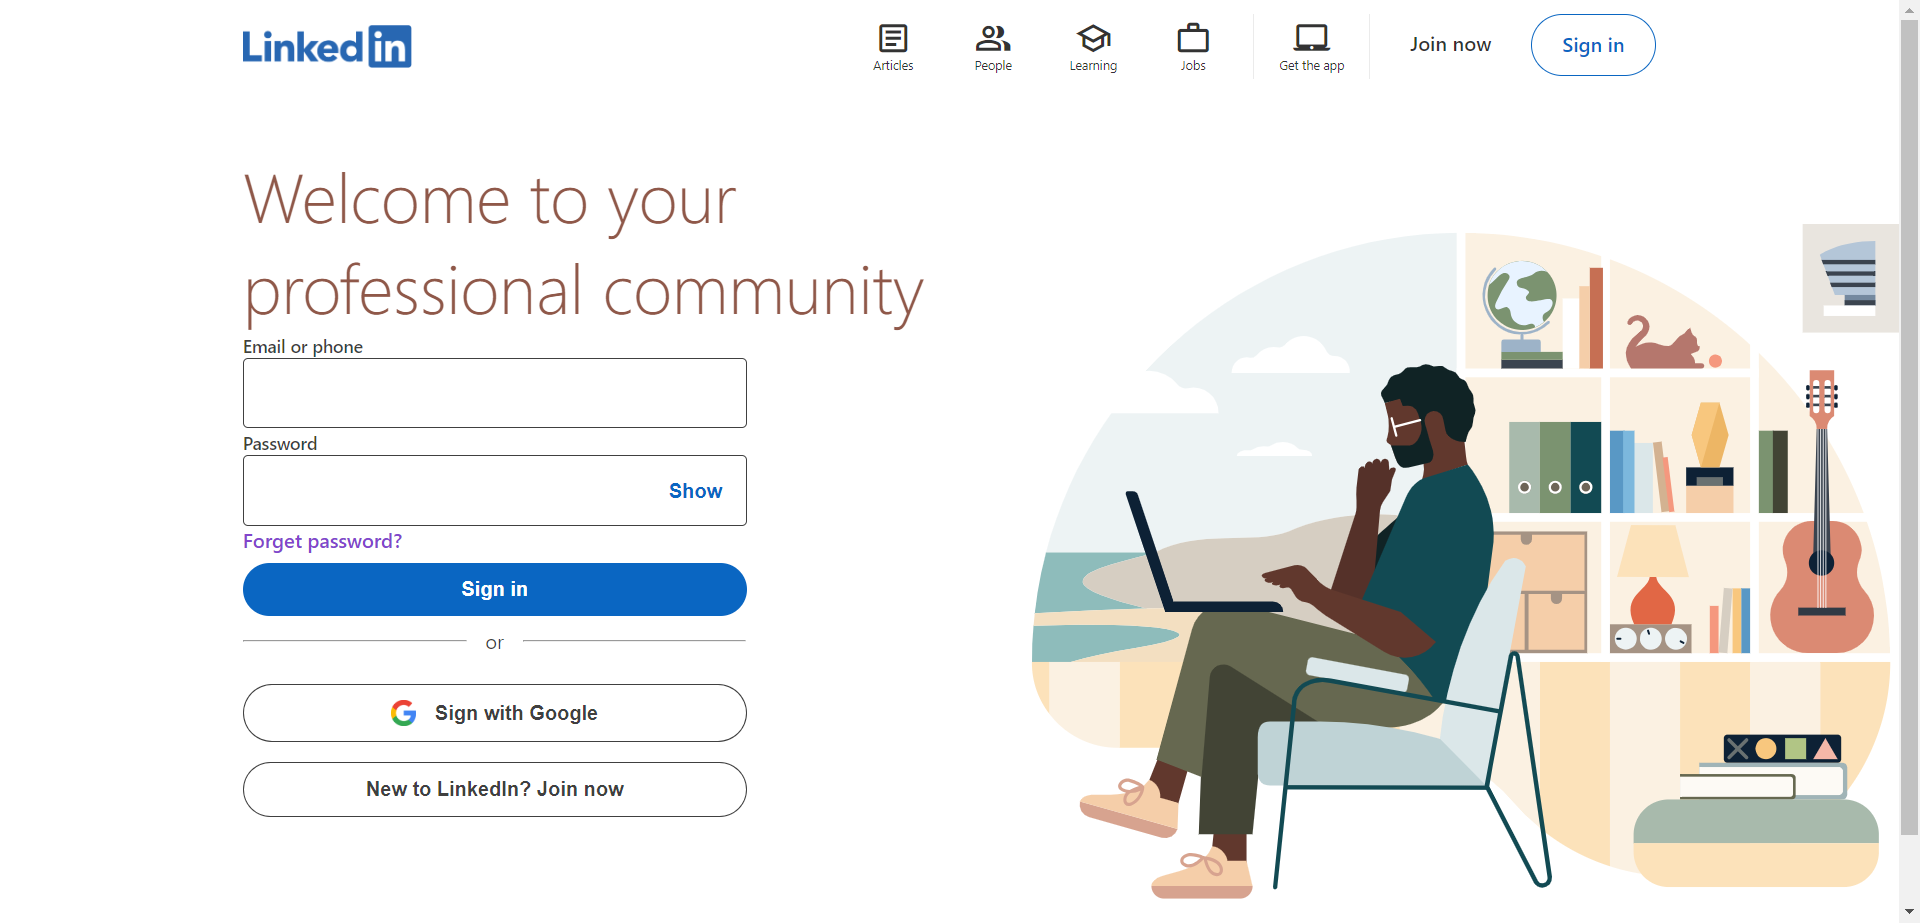 Linked in
Articles
People
Learning
Jobs
Get the app
Join now
Sign in
Welcome to your
professional community
Email or phone
Password
Show
Forget password?
Sign in
or
Sign with Google
New to LinkedIn? Join now